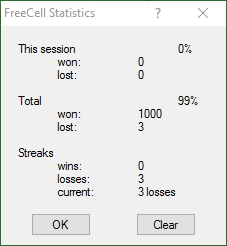 FreeCell Statistics ? ×
This session 0%
won: 0
lost: 0
Total 99%
won: 1000
lost: 3
Streaks
wins: 0
losses: 3
current: 3 losses
OK Clear